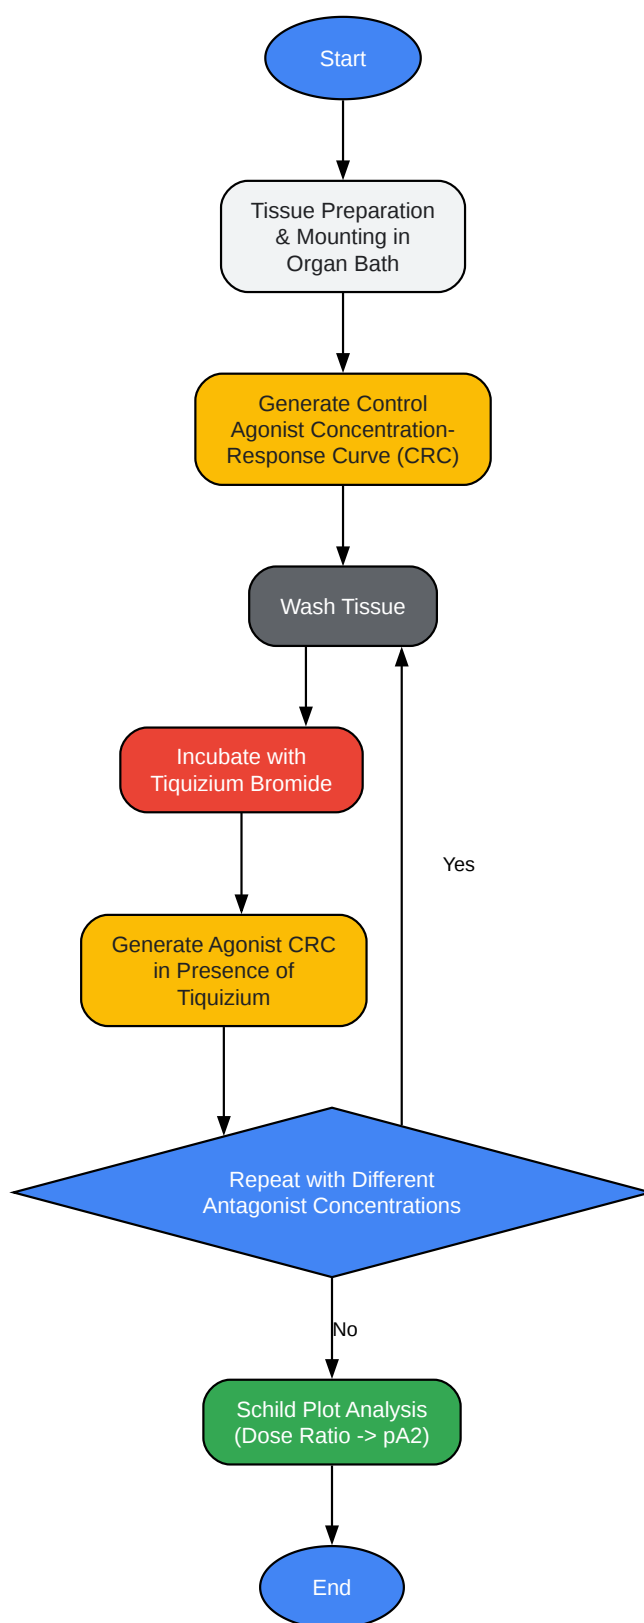 Start
Tissue Preparation
& Mounting in
Organ Bath
Generate Control
Agonist Concentration-
Response Curve (CRC)
Wash Tissue
Incubate with
Tiquizium Bromide
Yes
Generate Agonist CRC
in Presence of
Tiquizium
Repeat with Different
Antagonist Concentrations
No
Schild Plot Analysis
(Dose Ratio -> pA2)
End